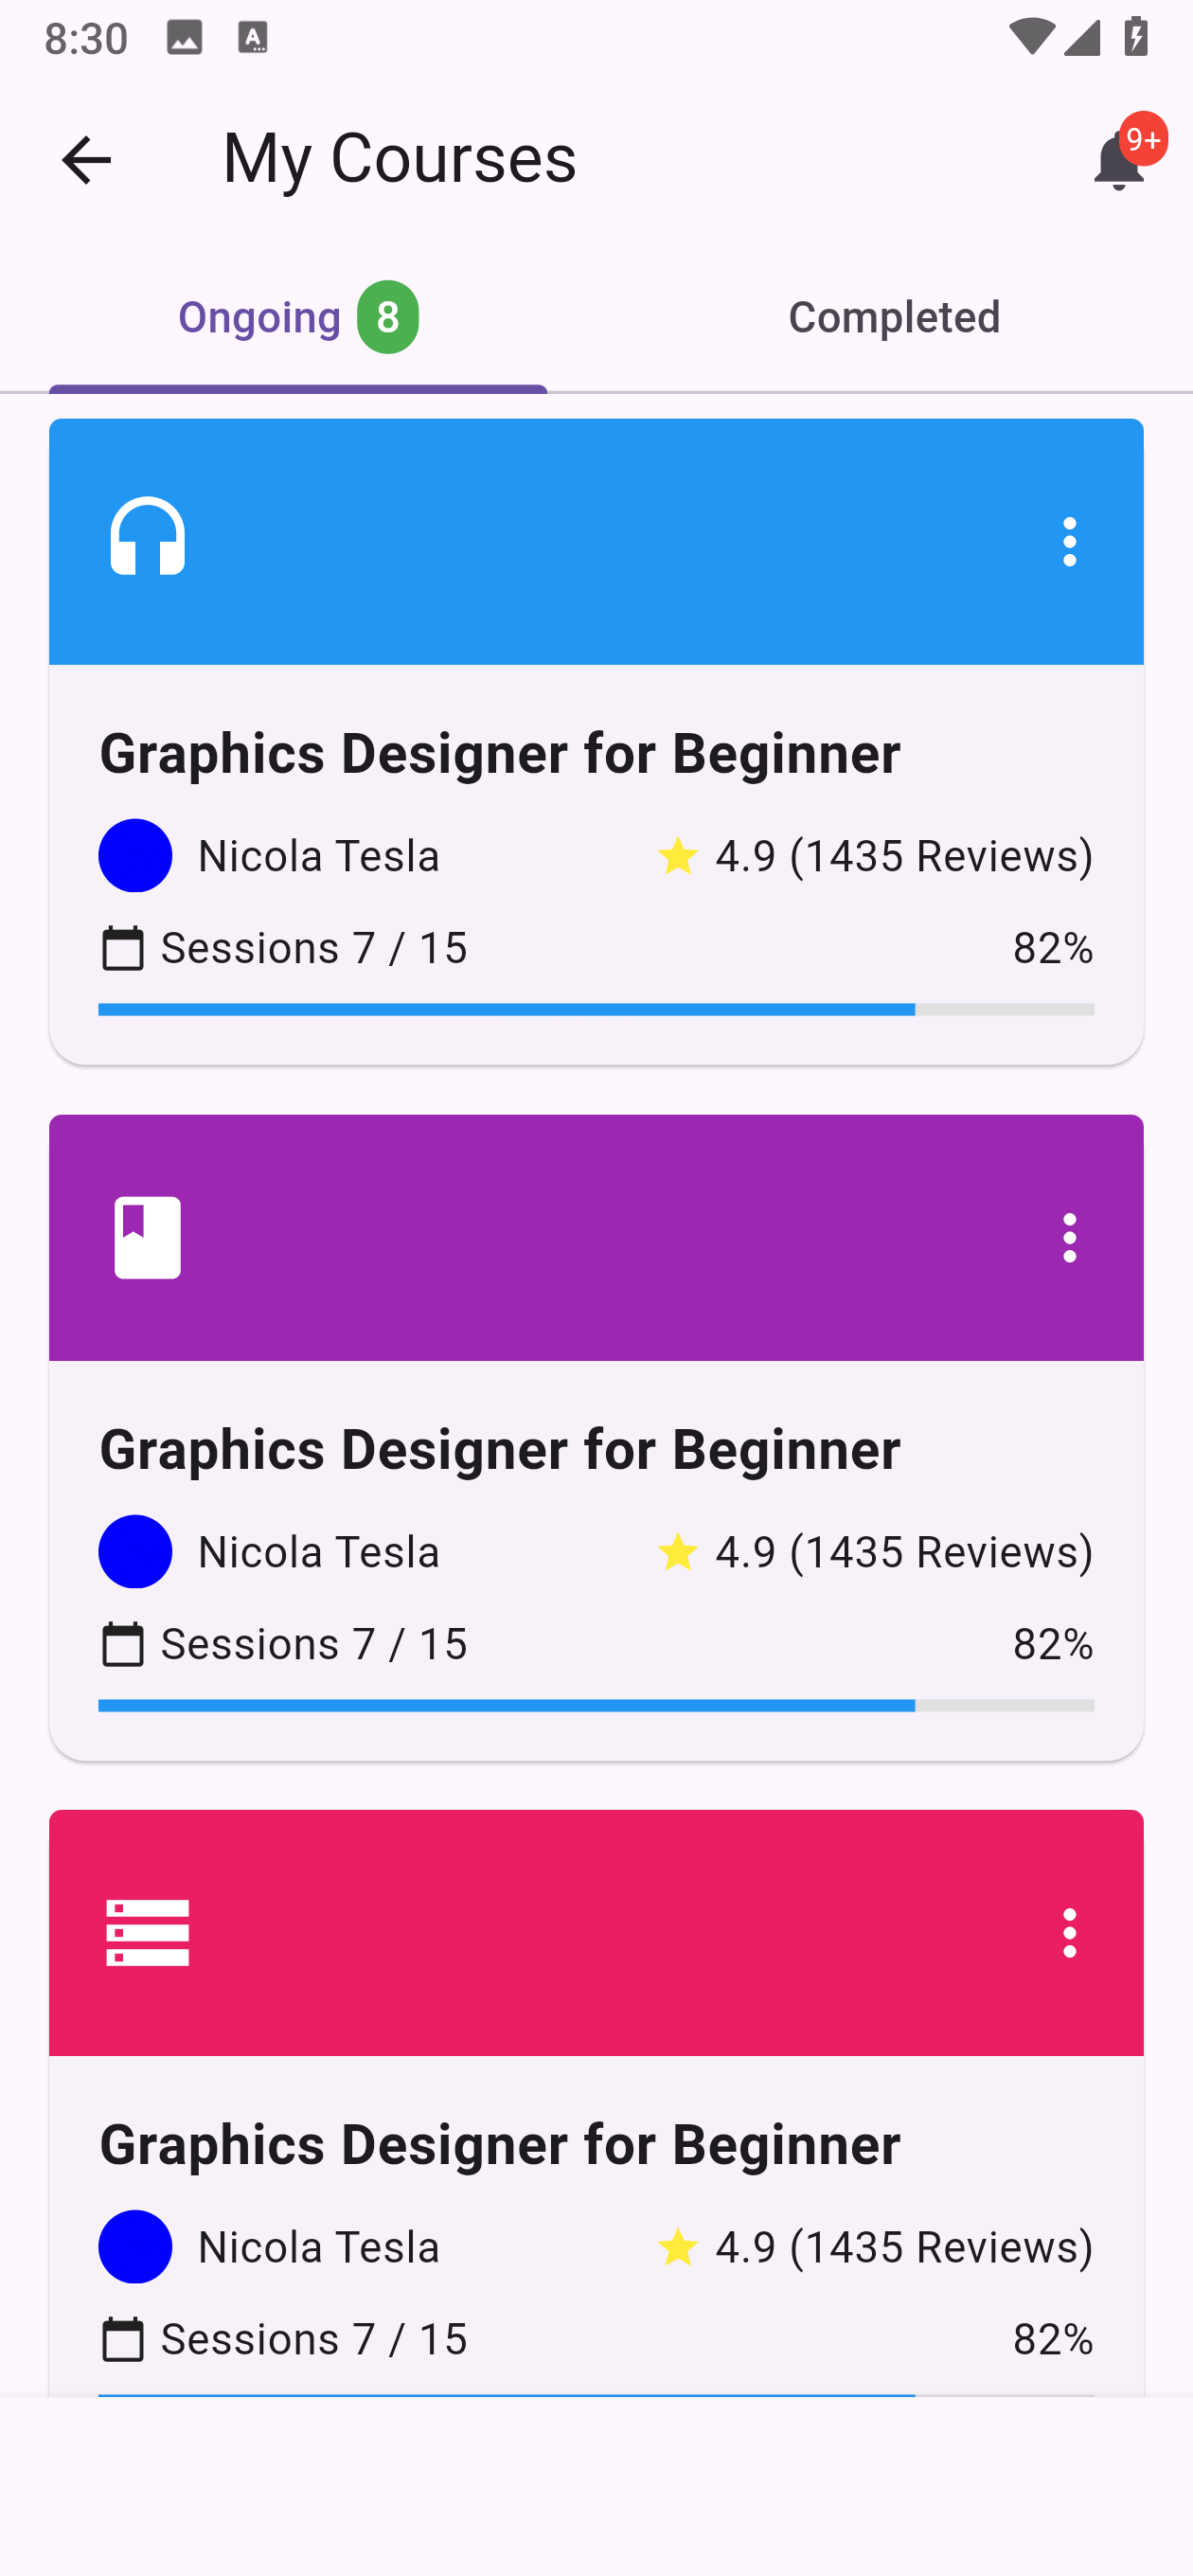 8:30
My Courses
9+
Ongoing 8
Completed
Graphics Designer for Beginner
Nicola Tesla
4.9 (1435 Reviews)
Sessions 7 / 15
82%
Graphics Designer for Beginner
Nicola Tesla
4.9 (1435 Reviews)
Sessions 7 / 15
82%
Graphics Designer for Beginner
Nicola Tesla
4.9 (1435 Reviews)
Sessions 7 / 15
82%